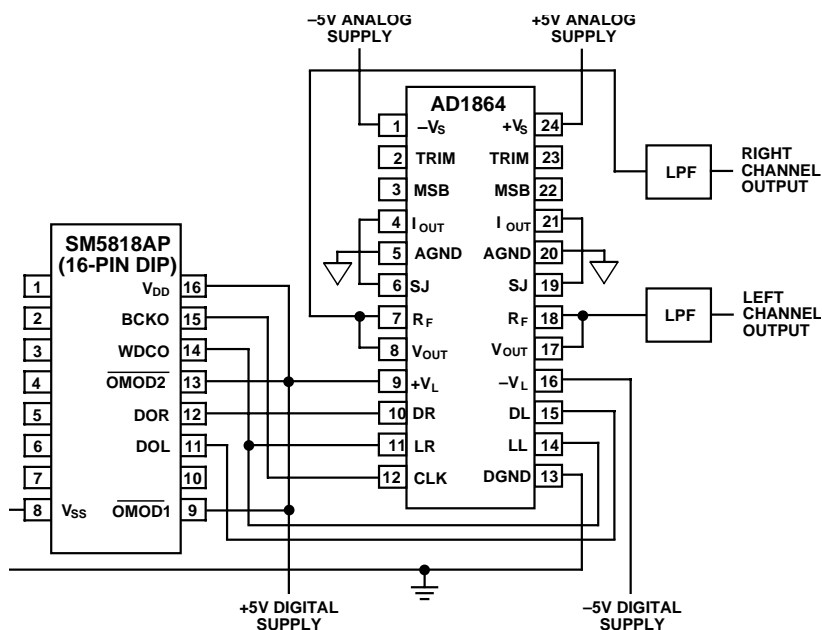 –5V ANALOG
SUPPLY
+5V ANALOG
SUPPLY
AD1864
1 –VS +VS 24
2 TRIM TRIM 23
3 MSB MSB 22
4 IOUT IOUT 21
5 AGND AGND 20
6 SJ SJ 19
7 RF RF 18
8 VOUT VOUT 17
9 +VL –VL 16
10 DR DL 15
11 LR LL 14
12 CLK DGND 13
LPF
RIGHT
CHANNEL
OUTPUT
LPF
LEFT
CHANNEL
OUTPUT
SM5818AP
(16-PIN DIP)
1 VDD 16
2 BCKO 15
3 WDCO 14
4 OMOD2 13
5 DOR 12
6 DOL 11
7 10
8 VSS OMOD1 9
+5V DIGITAL
SUPPLY
–5V DIGITAL
SUPPLY